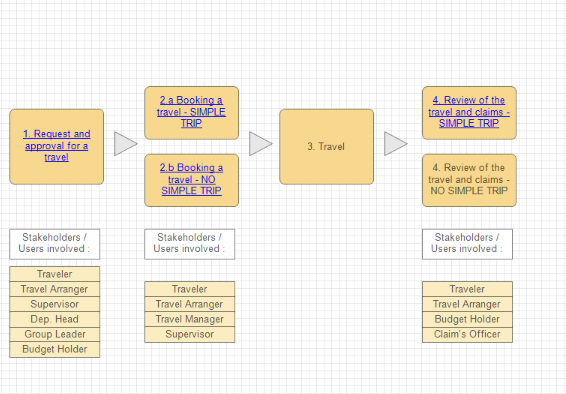 1. Request and
approval for a
travel
2.a Booking a
travel - SIMPLE
TRIP
2.b Booking a
travel - NO
SIMPLE TRIP
3. Travel
4. Review of the
travel and claims -
SIMPLE TRIP
4. Review of the
travel and claims -
NO SIMPLE TRIP
Stakeholders /
Users involved :
Traveler
Travel Arranger
Supervisor
Dep. Head
Group Leader
Budget Holder
Stakeholders /
Users involved :
Traveler
Travel Arranger
Travel Manager
Supervisor
Stakeholders /
Users involved :
Traveler
Travel Arranger
Budget Holder
Claim's Officer